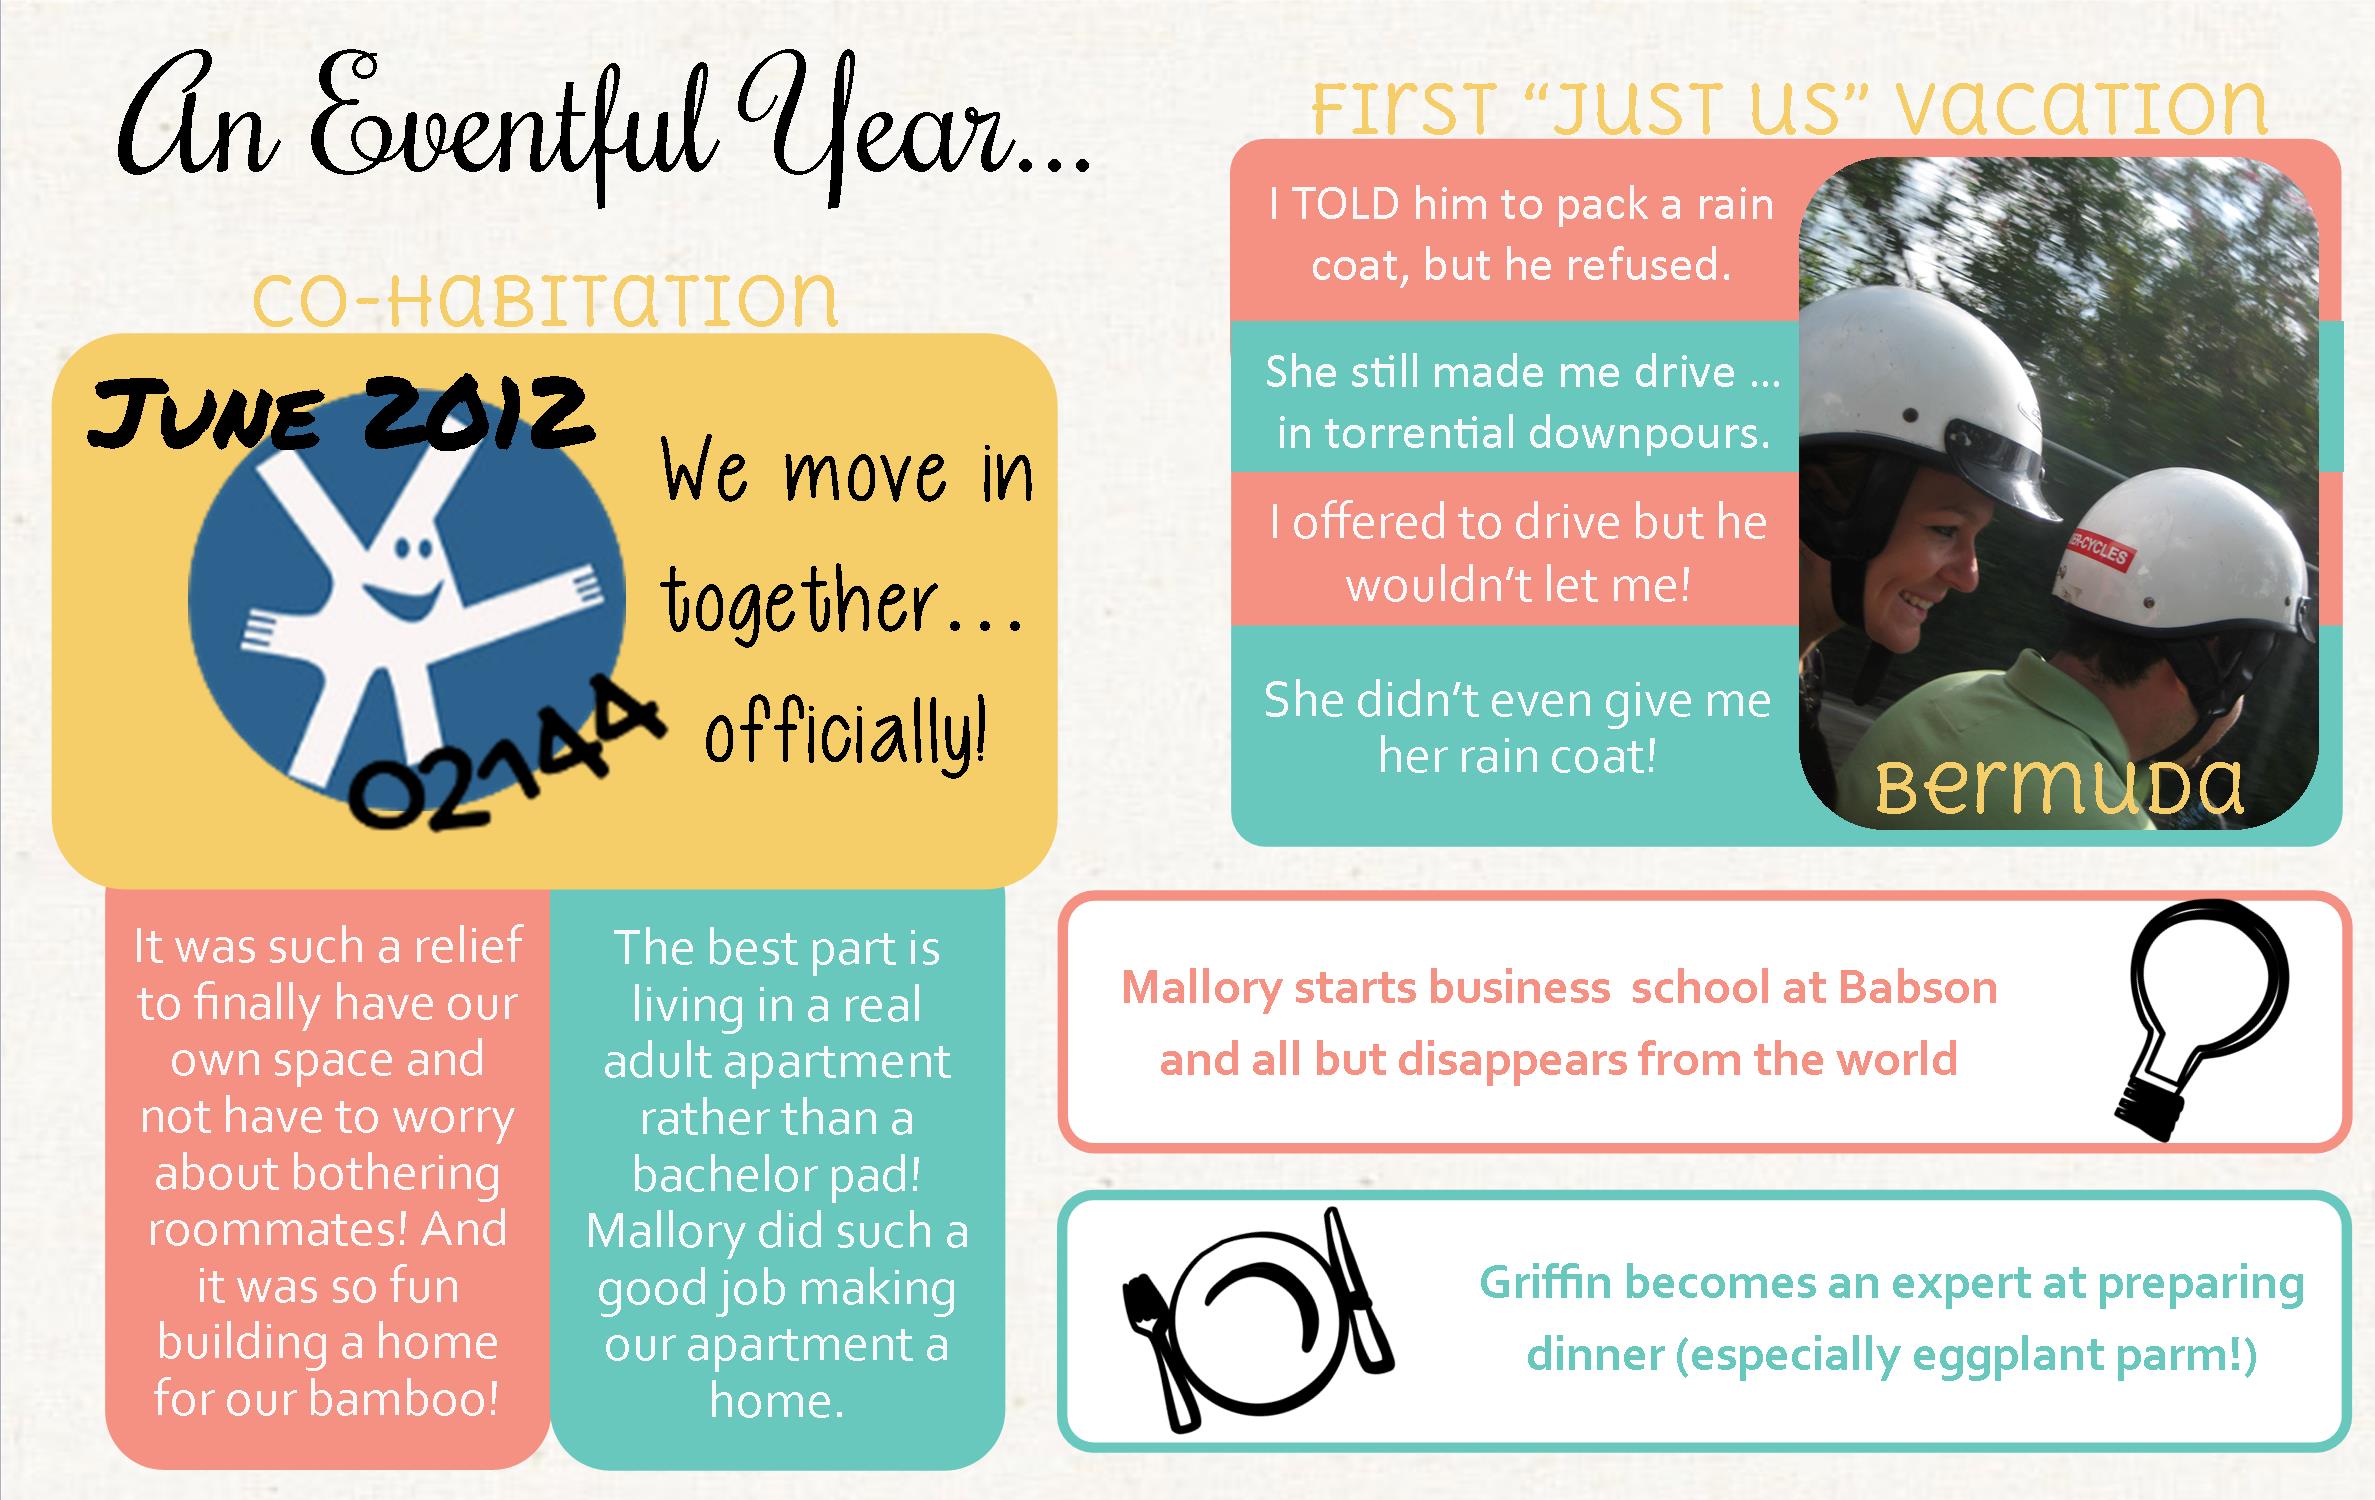 An Eventful Year...
CO-HABITATION
JUNE 2012
We move in
together...
officially!
02144
It was such a relief
to finally have our
own space and
not have to worry
about bothering
roommates! And
it was so fun
building a home
for our bamboo!
The best part is
living in a real
adult apartment
rather than a
bachelor pad!
Mallory did such a
good job making
our apartment a
home.
FIRST “JUST US” VACATION
I TOLD him to pack a rain
coat, but he refused.
She still made me drive ...
in torrential downpours.
I offered to drive but he
wouldn’t let me!
She didn’t even give me
her rain coat!
ER-CYCLES
BERMUDA
Mallory starts business school at Babson
and all but disappears from the world
Griffin becomes an expert at preparing
dinner (especially eggplant parm!)